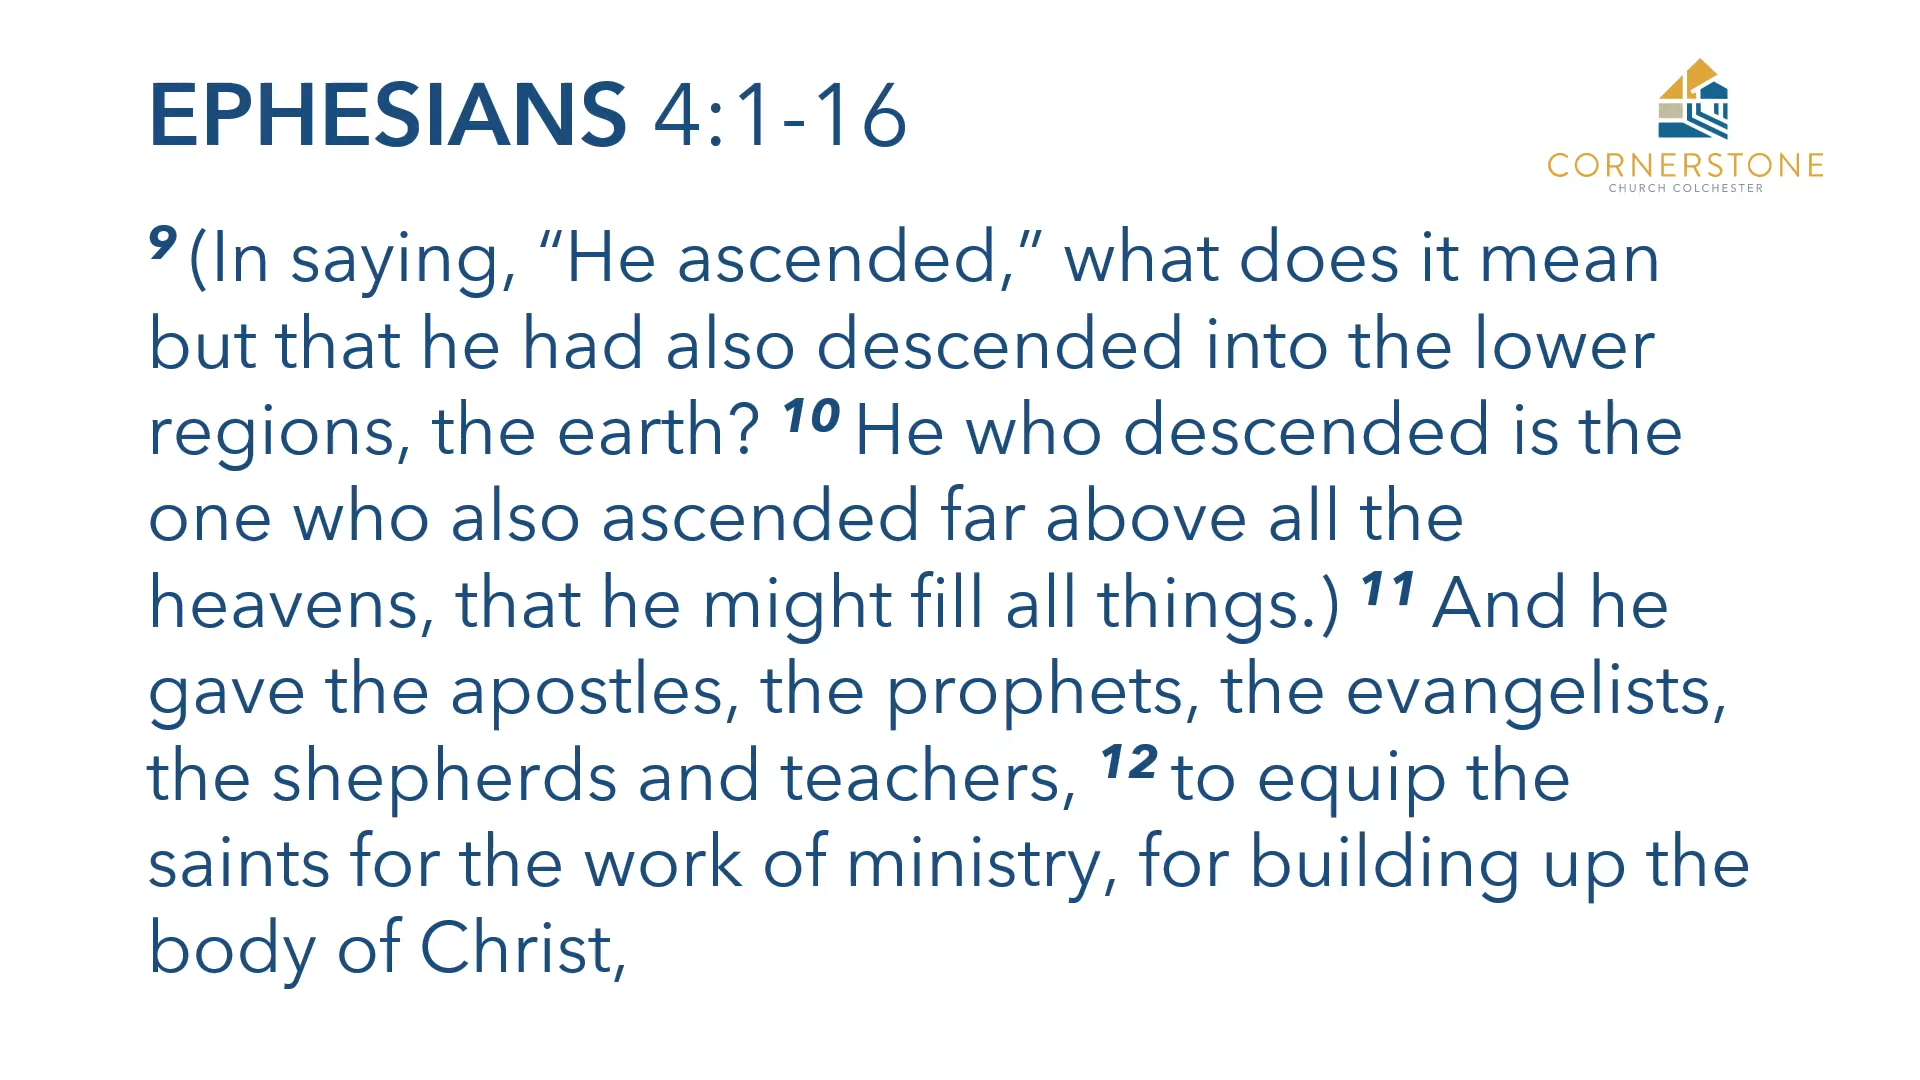 EPHESIANS 4:1-16
CORNERSTONE
CHURCH COLCHESTER
9 (In saying, “He ascended,” what does it mean
but that he had also descended into the lower
regions, the earth? 10 He who descended is the
one who also ascended far above all the
heavens, that he might fill all things.) 11 And he
gave the apostles, the prophets, the evangelists,
the shepherds and teachers, 12 to equip the
saints for the work of ministry, for building up the
body of Christ,